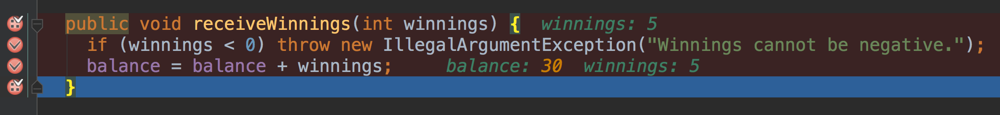 public void receiveWinnings(int winnings) {  winnings: 5
if (winnings < 0) throw new IllegalArgumentException("Winnings cannot be negative.");
balance = balance + winnings;  balance: 30  winnings: 5
}